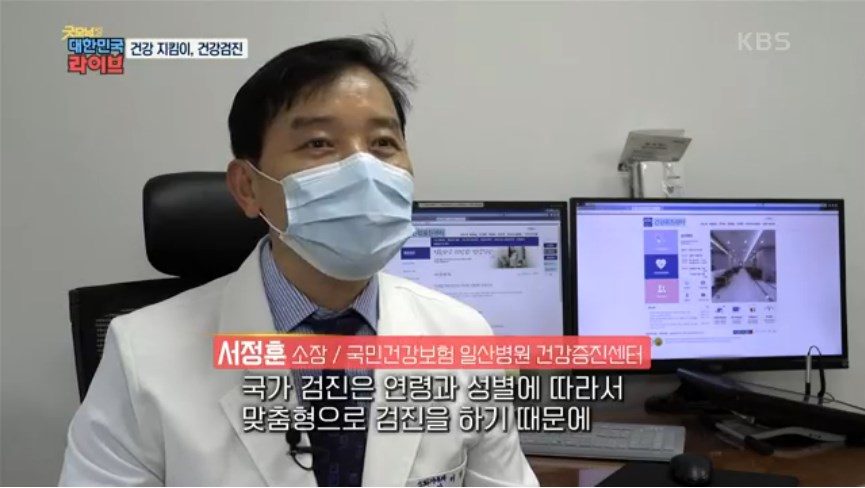 굿모닝
대한민국
라이브
건강 지킴이, 건강검진
KBS
서정훈 소장 / 국민건강보험 일산병원 건강증진센터
국가 검진은 연령과 성별에 따라서
맞춤형으로 검진을 하기 때문에